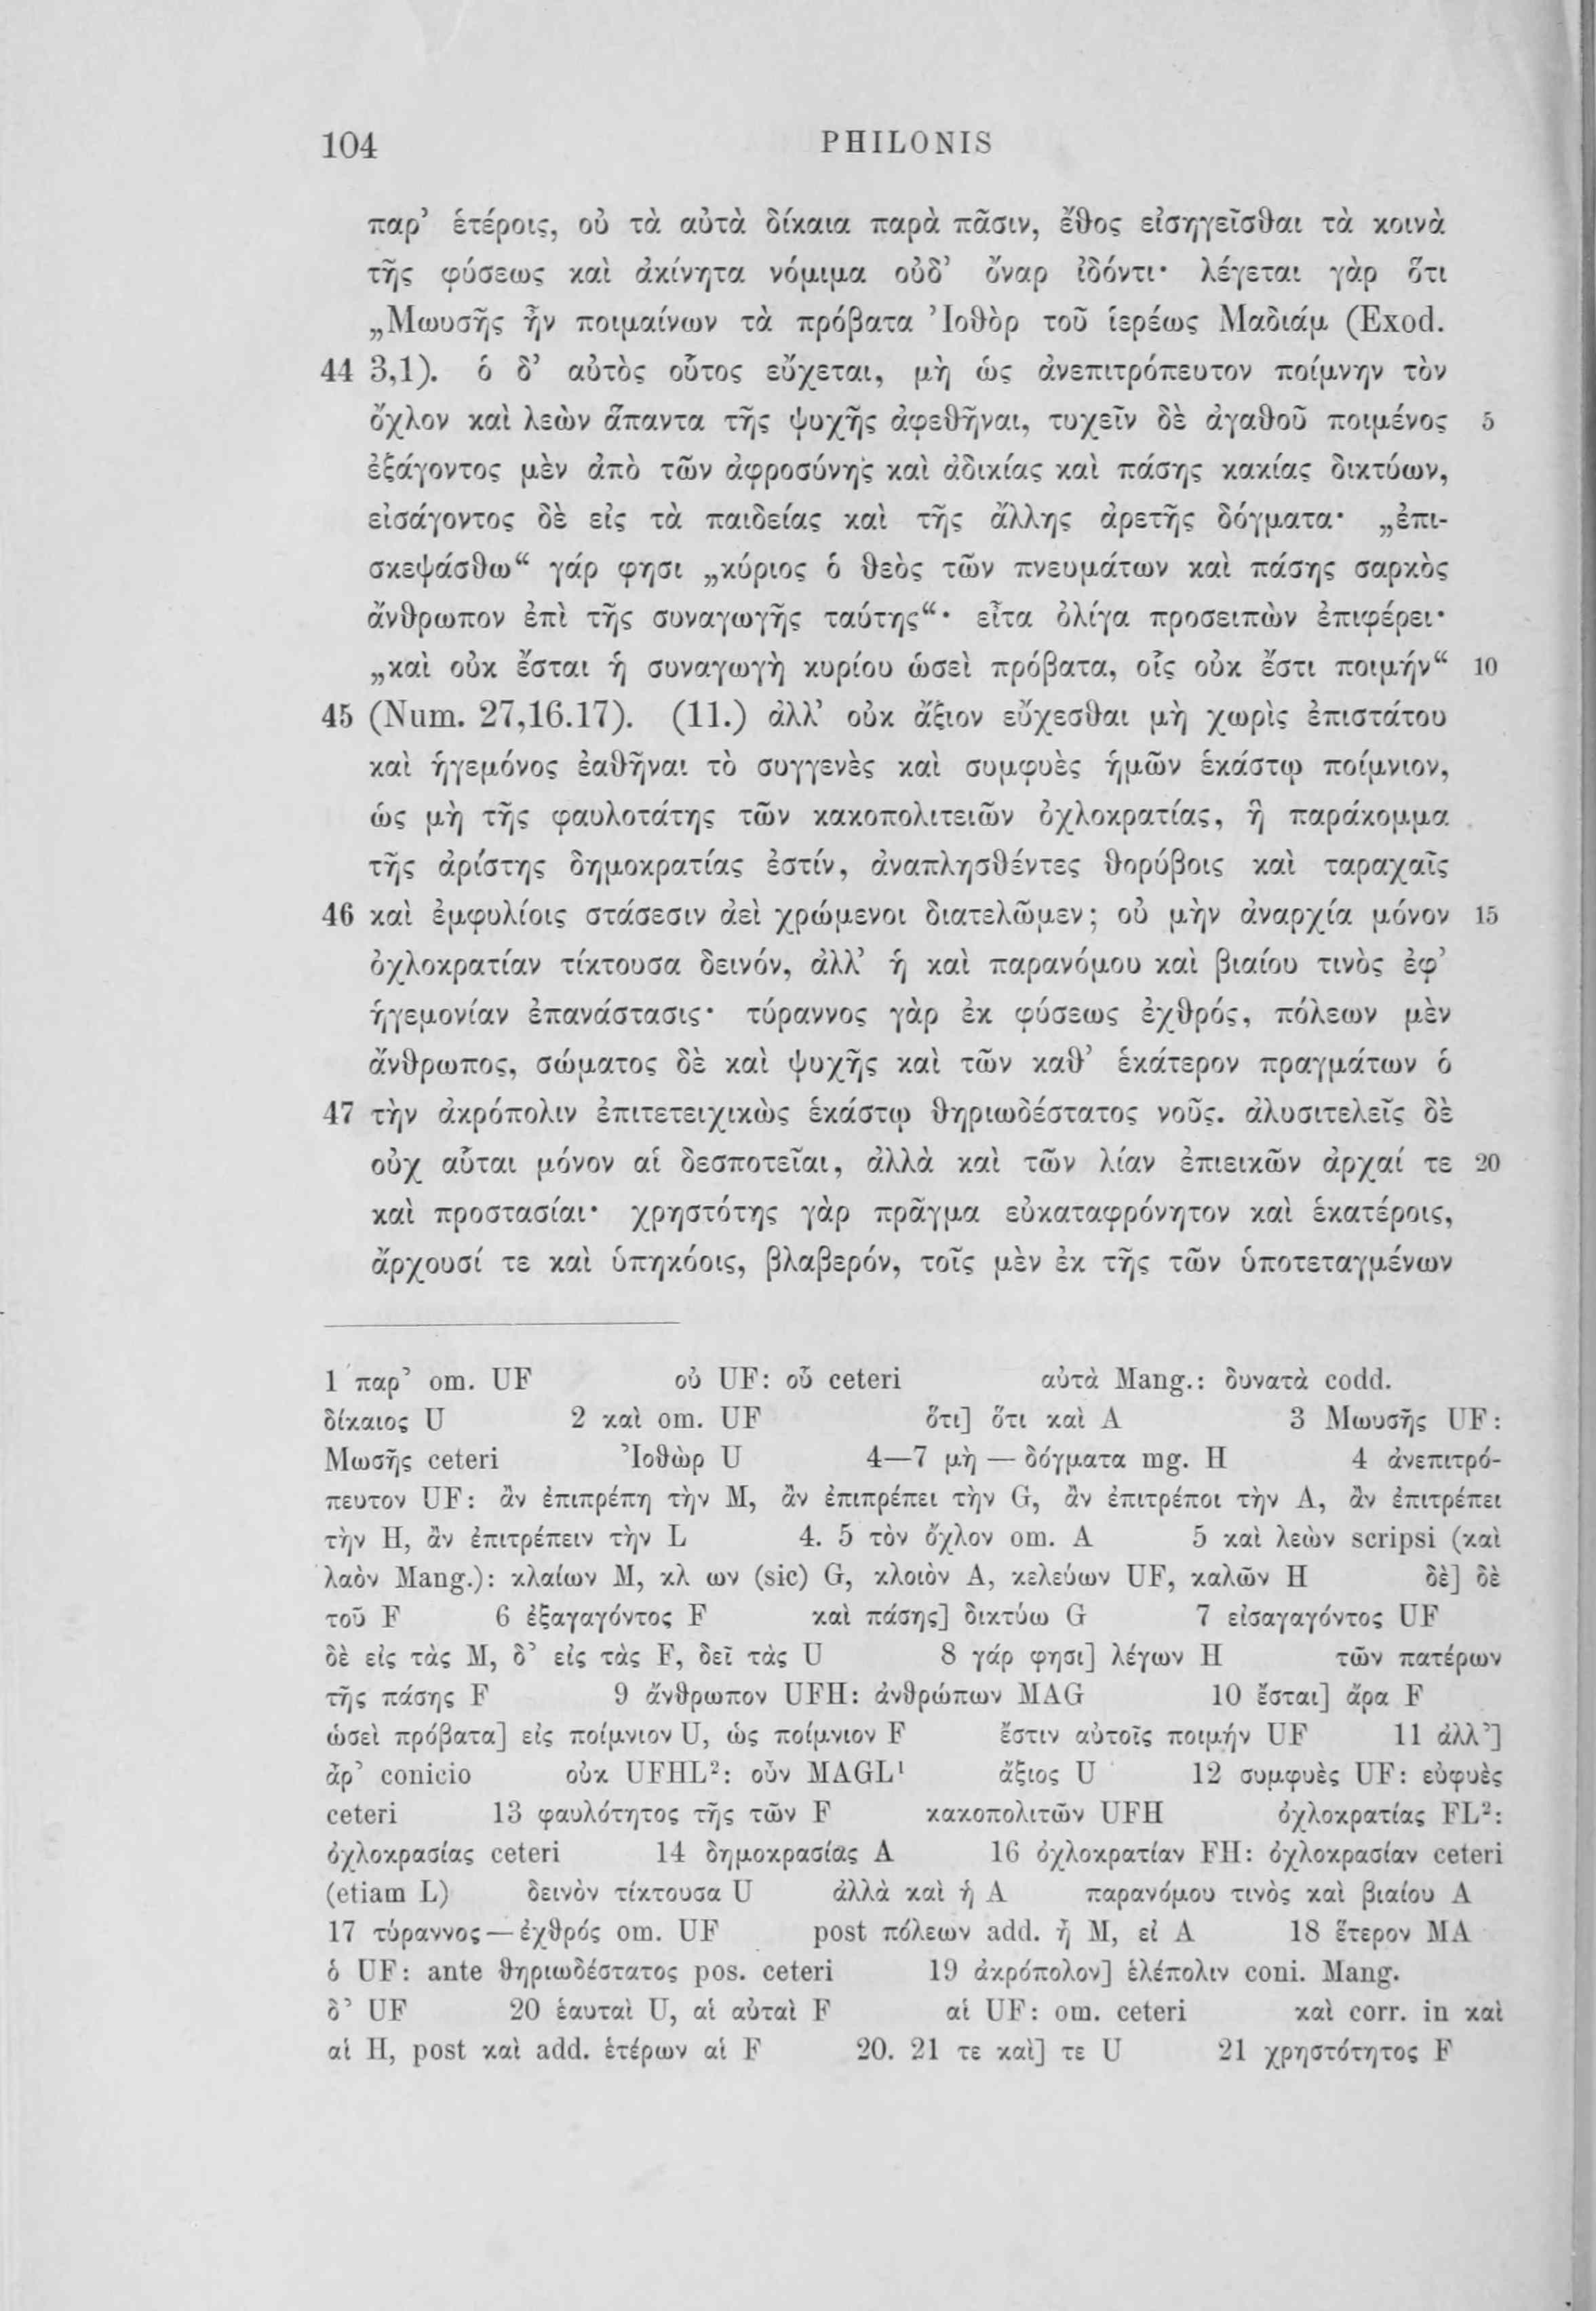 104 PHILONIS
παρ’ ἑτέροις, οὐ τὰ αὐτὰ δίκαια παρὰ πᾶσιν, ἔθος εἰσηγεῖσθαι τὰ κοινὰ
τῆς φύσεως καὶ ἀκίνητα νόμιμα οὐδ’ ὄναρ ἰδόντι· λέγεται γὰρ ὅτι
„Μωυσῆς ἦν ποιμαίνων τὰ πρόβατα Ἰοθὸρ τοῦ ἱερέως Μαδιάμ (Exod.
44 3,1). ὁ δ’ αὐτὸς οὗτος εὔχεται, μὴ ὡς ἀνεπιτρόπευτον ποίμνην τὸν
ὄχλον καὶ λεὼν ἅπαντα τῆς ψυχῆς ἀφεθῆναι, τυχεῖν δὲ ἀγαθοῦ ποιμένος 5
ἐξάγοντος μὲν ἀπὸ τῶν ἀφροσύνης καὶ ἀδικίας καὶ πάσης κακίας δικτύων,
εἰσάγοντος δὲ εἰς τὰ παιδείας καὶ τῆς ἄλλης ἀρετῆς δόγματα· „ἐπι-
σκεψάσθω“ γάρ φησι „κύριος ὁ θεὸς τῶν πνευμάτων καὶ πάσης σαρκὸς
ἄνθρωπον ἐπὶ τῆς συναγωγῆς ταύτης“· εἶτα ὀλίγα προσειπὼν ἐπιφέρει·
„καὶ οὐκ ἔσται ἡ συναγωγὴ κυρίου ὡσεὶ πρόβατα, οἷς οὐκ ἔστι ποιμήν“ 10
45 (Num. 27,16.17). (11.) ἀλλ’ οὐκ ἄξιον εὔχεσθαι μὴ χωρὶς ἐπιστάτου
καὶ ἡγεμόνος ἐαθῆναι τὸ συγγενὲς καὶ συμφυὲς ἡμῶν ἑκάστῳ ποίμνιον,
ὡς μὴ τῆς φαυλοτάτης τῶν κακοπολιτειῶν ὀχλοκρατίας, ἣ παράκομμα
τῆς ἀρίστης δημοκρατίας ἐστίν, ἀναπλησθέντες θορύβοις καὶ ταραχαῖς
46 καὶ ἐμφυλίοις στάσεσιν ἀεὶ χρώμενοι διατελῶμεν; οὐ μὴν ἀναρχία μόνον 15
ὀχλοκρατίαν τίκτουσα δεινόν, ἀλλ’ ἡ καὶ παρανόμου καὶ βιαίου τινὸς ἐφ’
ἡγεμονίαν ἐπανάστασις· τύραννος γὰρ ἐκ φύσεως ἐχθρός, πόλεων μὲν
ἄνθρωπος, σώματος δὲ καὶ ψυχῆς καὶ τῶν καθ’ ἑκάτερον πραγμάτων ὁ
47 τὴν ἀκρόπολιν ἐπιτετειχικὼς ἑκάστῳ θηριωδέστατος νοῦς. ἀλυσιτελεῖς δὲ
οὐχ αὗται μόνον αἱ δεσποτεῖαι, ἀλλὰ καὶ τῶν λίαν ἐπιεικῶν ἀρχαί τε 20
καὶ προστασίαι· χρηστότης γὰρ πρᾶγμα εὐκαταφρόνητον καὶ ἑκατέροις,
ἄρχουσί τε καὶ ὑπηκόοις, βλαβερόν, τοῖς μὲν ἐκ τῆς τῶν ὑποτεταγμένων
1 παρ’ om. UF οὐ UF: οὗ ceteri αὐτὰ Mang.: δυνατὰ codd.
δίκαιος U 2 καὶ om. UF ὅτι] ὅτι καὶ A 3 Μωυσῆς UF:
Μωσῆς ceteri Ἰοθὼρ U 4—7 μὴ — δόγματα mg. H 4 ἀνεπιτρό-
πευτον UF: ἂν ἐπιπρέπῃ τὴν M, ἂν ἐπιπρέπει τὴν G, ἂν ἐπιτρέποι τὴν A, ἂν ἐπιτρέπει
τὴν H, ἂν ἐπιτρέπειν τὴν L 4. 5 τὸν ὄχλον om. A 5 καὶ λεὼν scripsi (καὶ
λαὸν Mang.): κλαίων M, κλ ων (sic) G, κλοιὸν A, κελεύων UF, καλῶν H δὲ] δὲ
τοῦ F 6 ἐξαγαγόντος F καὶ πάσης] δικτύω G 7 εἰσαγαγόντος UF
δὲ εἰς τὰς M, δ’ εἰς τὰς F, δεῖ τὰς U 8 γάρ φησι] λέγων H τῶν πατέρων
τῆς πάσης F 9 ἄνθρωπον UFH: ἀνθρώπων MAG 10 ἔσται] ἄρα F
ὡσεὶ πρόβατα] εἰς ποίμνιον U, ὡς ποίμνιον F ἔστιν αὐτοῖς ποιμήν UF 11 ἀλλ’]
ἆρ’ conicio οὐκ UFHL²: οὖν MAGL¹ ἄξιος U 12 συμφυὲς UF: εὐφυὲς
ceteri 13 φαυλότητος τῆς τῶν F κακοπολιτῶν UFH ὀχλοκρατίας FL²:
ὀχλοκρασίας ceteri 14 δημοκρασίας A 16 ὀχλοκρατίαν FH: ὀχλοκρασίαν ceteri
(etiam L) δεινὸν τίκτουσα U ἀλλὰ καὶ ἡ A παρανόμου τινὸς καὶ βιαίου A
17 τύραννος — ἐχθρός om. UF post πόλεων add. ἢ M, εἰ A 18 ἕτερον MA
ὁ UF: ante θηριωδέστατος pos. ceteri 19 ἀκρόπολον] ἑλέπολιν coni. Mang.
δ’ UF 20 ἑαυταὶ U, αἱ αὐταὶ F αἱ UF: om. ceteri καὶ corr. in καὶ
αἱ H, post καὶ add. ἑτέρων αἱ F 20. 21 τε καὶ] τε U 21 χρηστότητος F